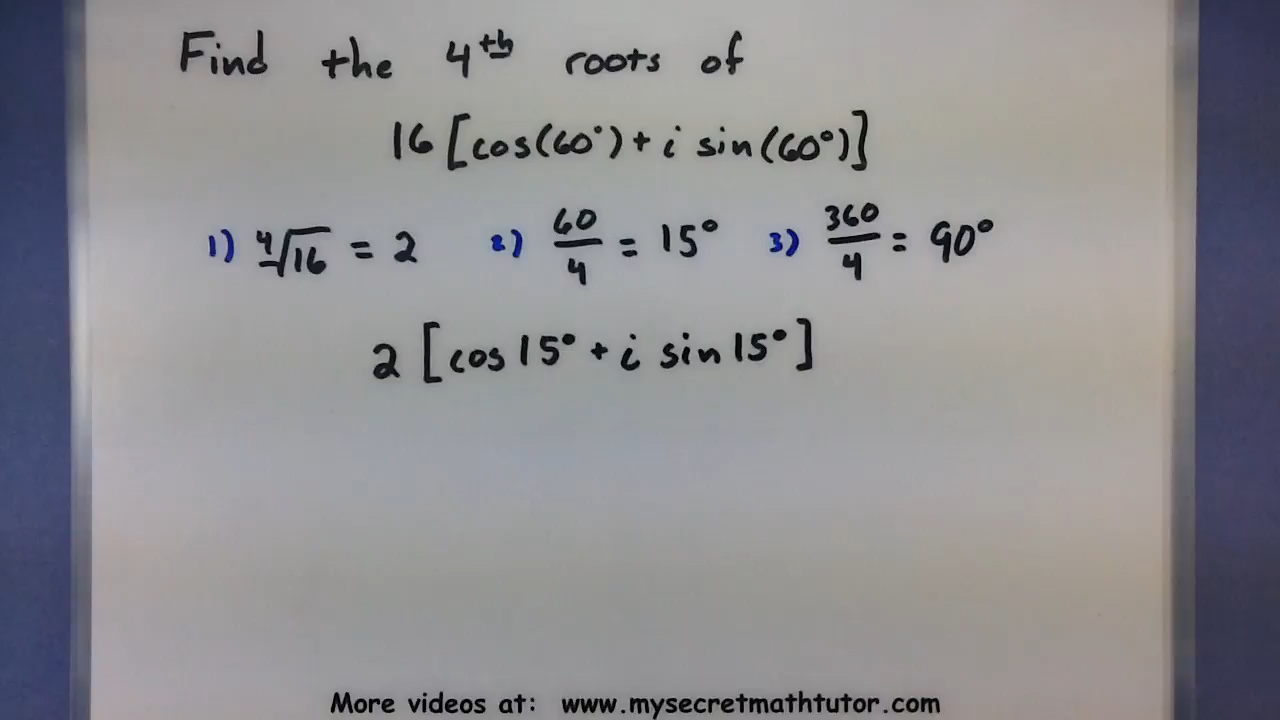 Find the 4th roots of
16 [cos(60°) + i sin(60°)]
1) ∜16 = 2 2) 60/4 = 15° 3) 360/4 = 90°
2 [cos 15° + i sin 15°]
More videos at: www.mysecretmathtutor.com